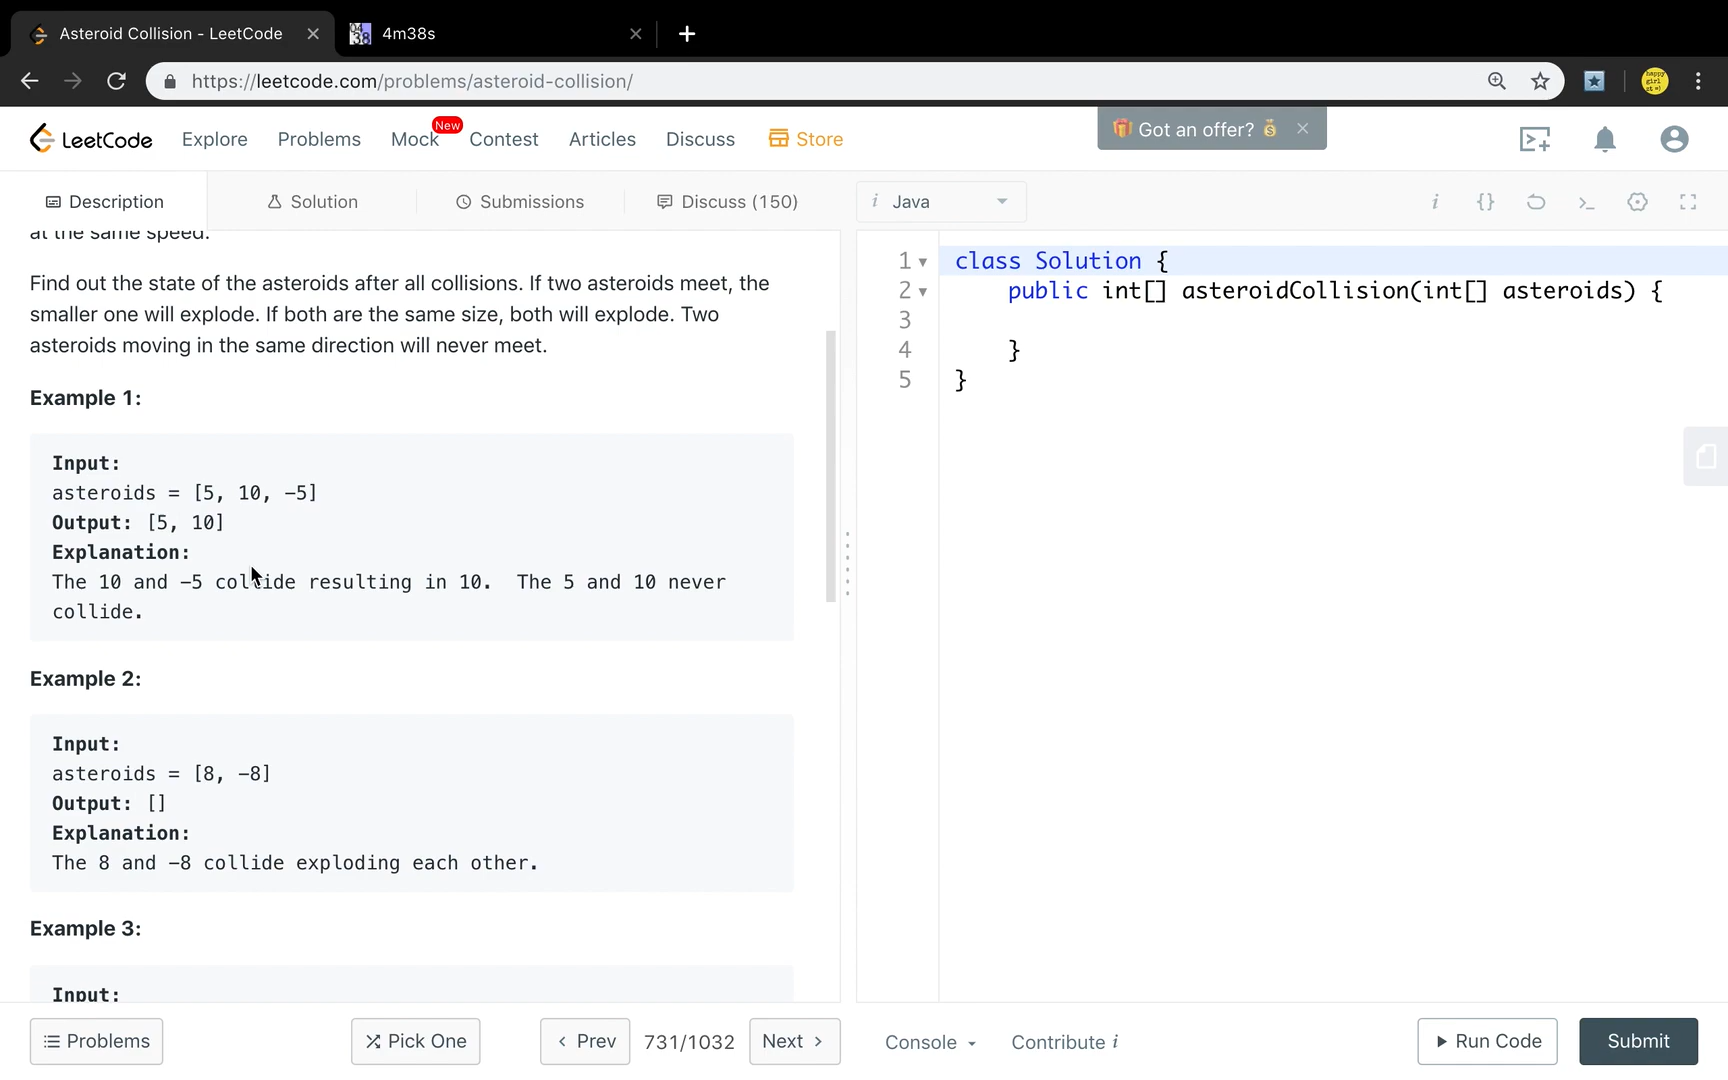 Asteroid Collision - LeetCode
4m38s
https://leetcode.com/problems/asteroid-collision/
happy
girl
st =)
LeetCode
Explore
Problems
Mock
New
Contest
Articles
Discuss
Store
Got an offer?
Description
Solution
Submissions
Discuss (150)
i Java
i
{}
at the same speed.
Find out the state of the asteroids after all collisions. If two asteroids meet, the
smaller one will explode. If both are the same size, both will explode. Two
asteroids moving in the same direction will never meet.
Example 1:
Input:
asteroids = [5, 10, -5]
Output: [5, 10]
Explanation:
The 10 and -5 collide resulting in 10.  The 5 and 10 never
collide.
Example 2:
Input:
asteroids = [8, -8]
Output: []
Explanation:
The 8 and -8 collide exploding each other.
Example 3:
Input:
1 class Solution {
2 public int[] asteroidCollision(int[] asteroids) {
3
4 }
5 }
Problems
Pick One
Prev
731/1032
Next
Console
Contribute i
Run Code
Submit